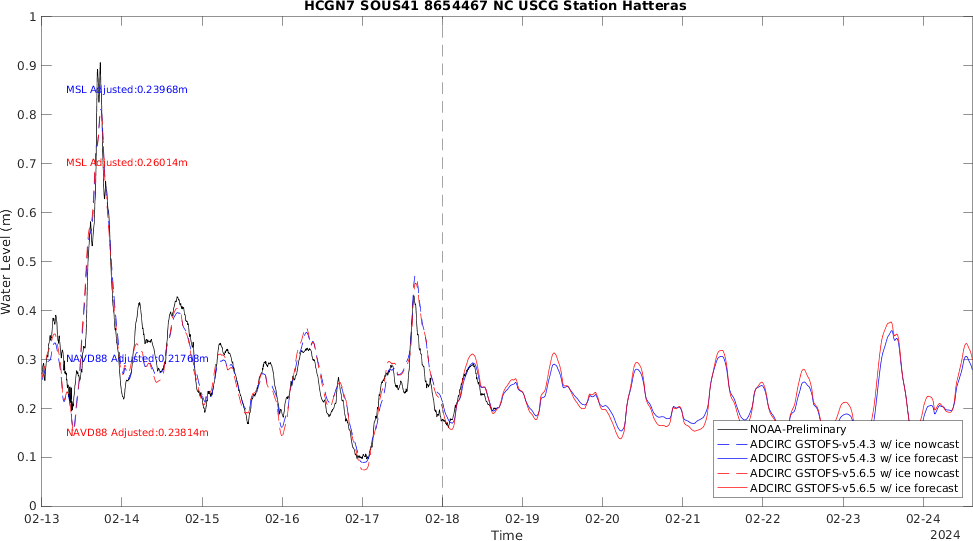 HCGN7 SOUS41 8654467 NC USCG Station Hatteras
1
0.9
0.8
0.7
0.6
0.5
0.4
0.3
0.2
0.1
0
Water Level (m)
MSL Adjusted:0.23968m
MSL Adjusted:0.26014m
NAVD88 Adjusted:0.21768m
NAVD88 Adjusted:0.23814m
NOAA-Preliminary
ADCIRC GSTOFS-v5.4.3 w/ ice nowcast
ADCIRC GSTOFS-v5.4.3 w/ ice forecast
ADCIRC GSTOFS-v5.6.5 w/ ice nowcast
ADCIRC GSTOFS-v5.6.5 w/ ice forecast
02-13 02-14 02-15 02-16 02-17 02-18 02-19 02-20 02-21 02-22 02-23 02-24
Time
2024